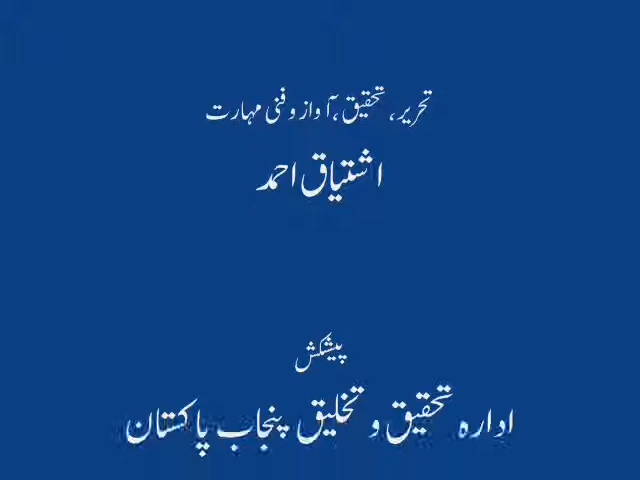 تحریر، تحقیق، آواز و فنی مہارت
اشتیاق احمد
پیشکش
ادارہ تحقیق و تخلیق پنجاب پاکستان